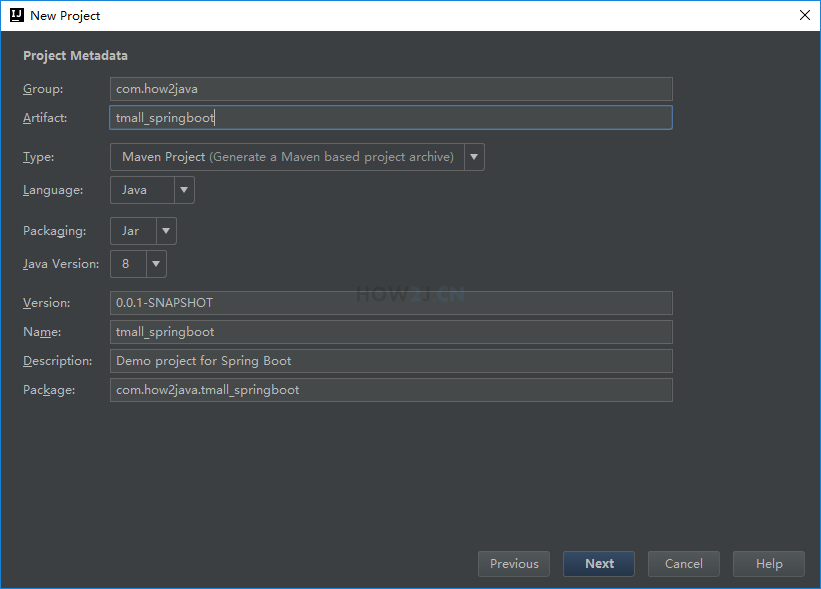 IJ New Project
Project Metadata
Group: com.how2java
Artifact: tmall_springboot
Type: Maven Project (Generate a Maven based project archive)
Language: Java
Packaging: Jar
Java Version: 8
HOW2J.CN
Version: 0.0.1-SNAPSHOT
Name: tmall_springboot
Description: Demo project for Spring Boot
Package: com.how2java.tmall_springboot
Previous Next Cancel Help